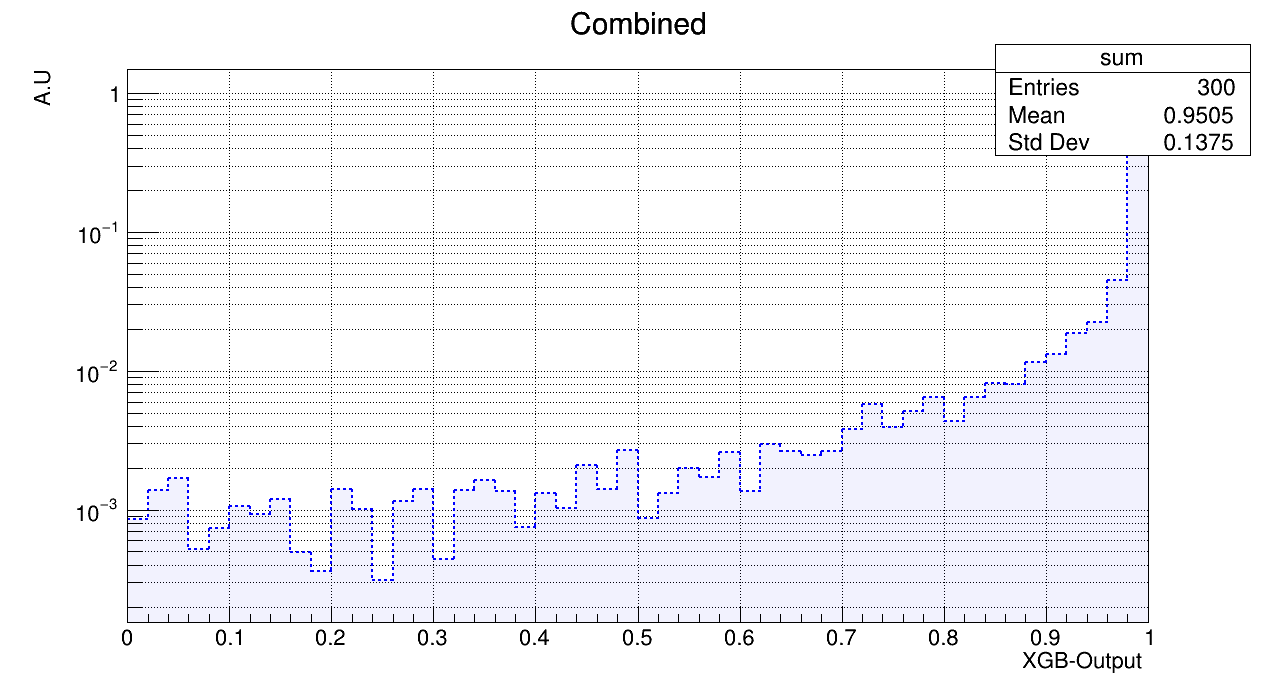 Combined
A.U
sum
Entries 300
Mean 0.9505
Std Dev 0.1375
1
10⁻¹
10⁻²
10⁻³
0 0.1 0.2 0.3 0.4 0.5 0.6 0.7 0.8 0.9 1
XGB-Output